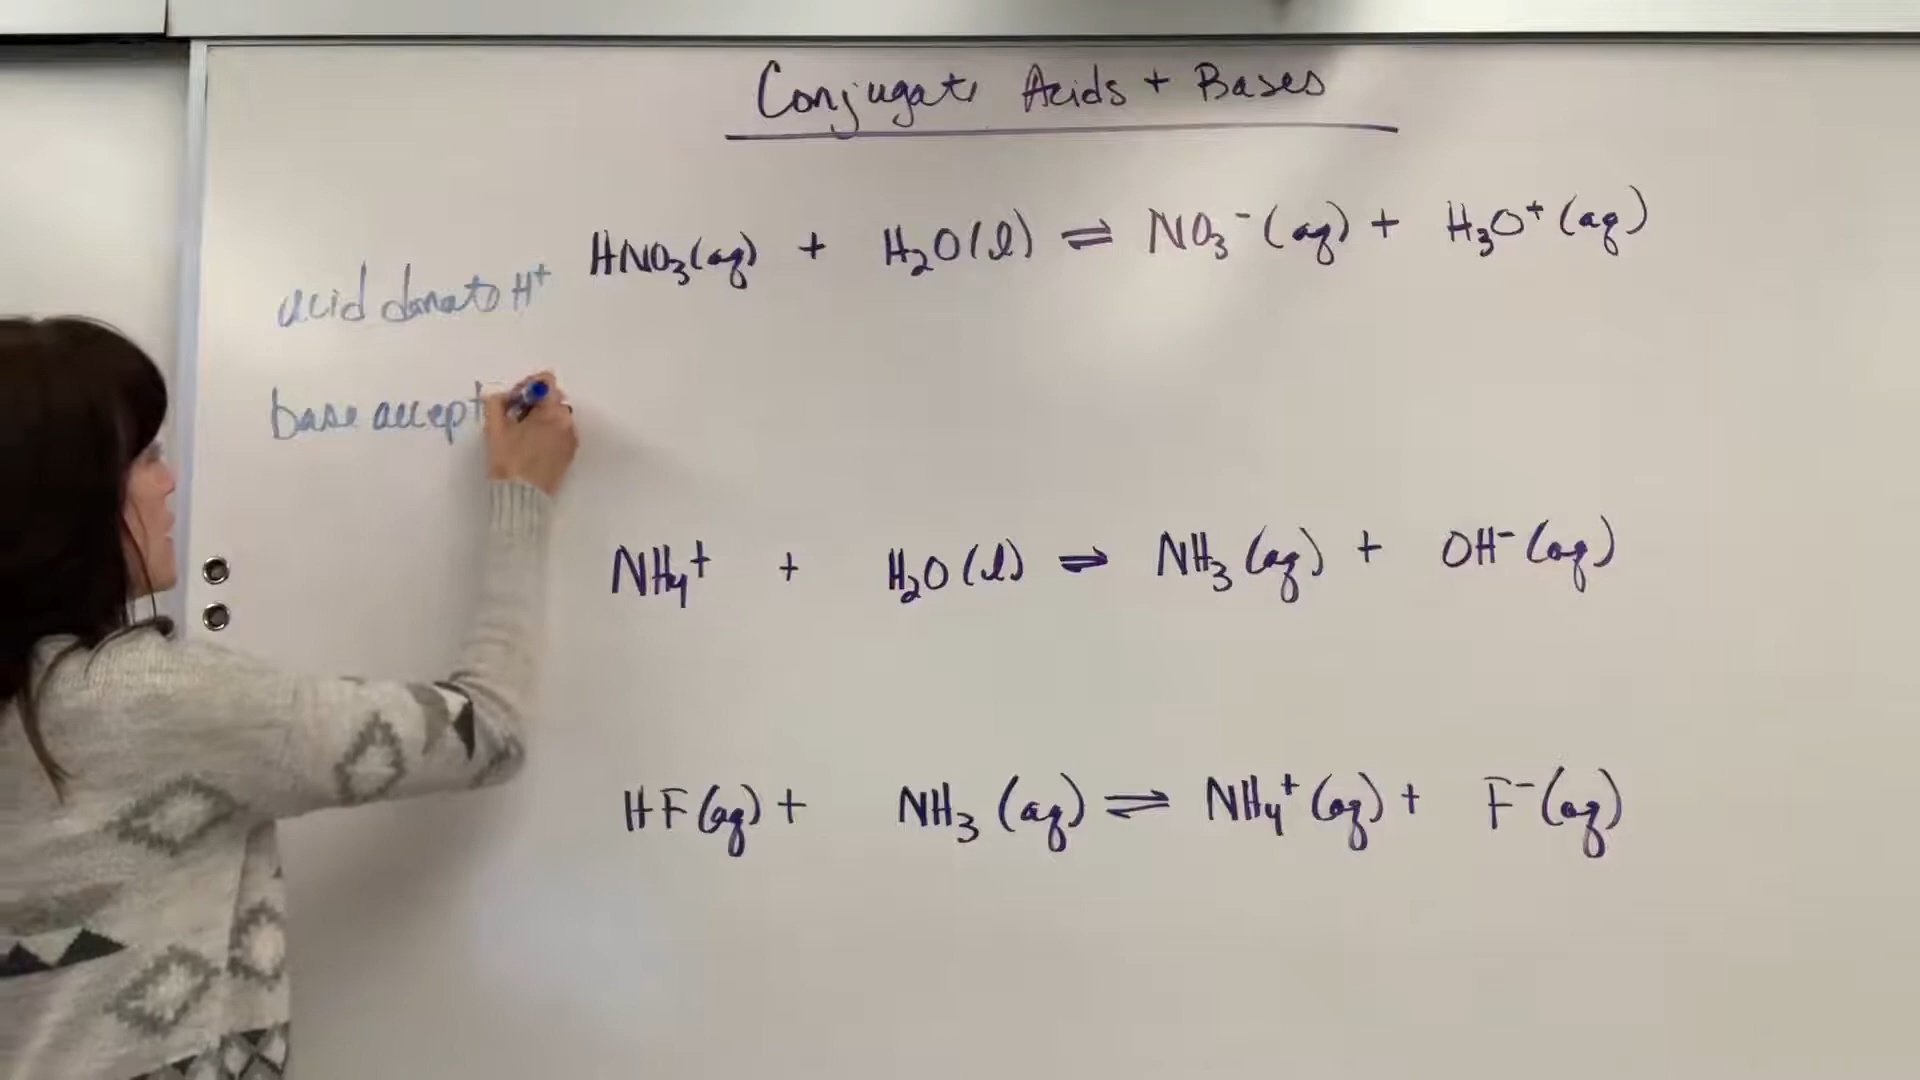 Conjugate Acids + Bases
HNO₃(aq) + H₂O(l) ⇌ NO₃⁻(aq) + H₃O⁺(aq)
acid donate H⁺
base accept
NH₄⁺ + H₂O(l) ⇌ NH₃(aq) + OH⁻(aq)
HF(aq) + NH₃(aq) ⇌ NH₄⁺(aq) + F⁻(aq)